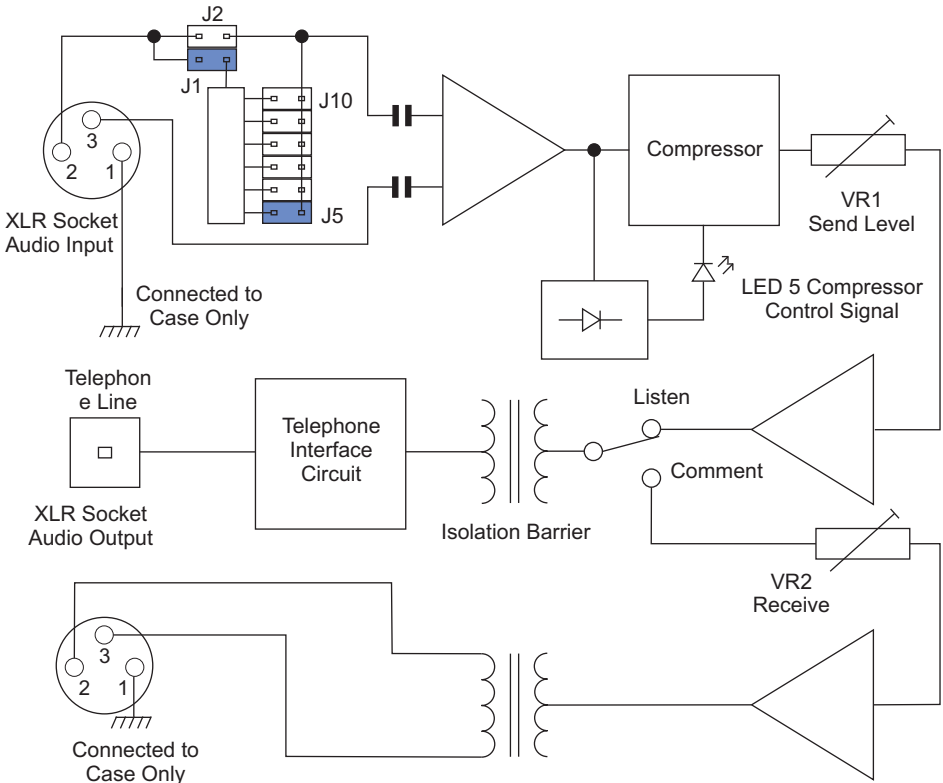 J2
J1
J10
J5
3
2
1
XLR Socket
Audio Input
Connected to
Case Only
Compressor
VR1
Send Level
LED 5 Compressor
Control Signal
Telephon
e Line
Telephone
Interface
Circuit
Listen
Comment
XLR Socket
Audio Output
Isolation Barrier
VR2
Receive
3
2
1
Connected to
Case Only